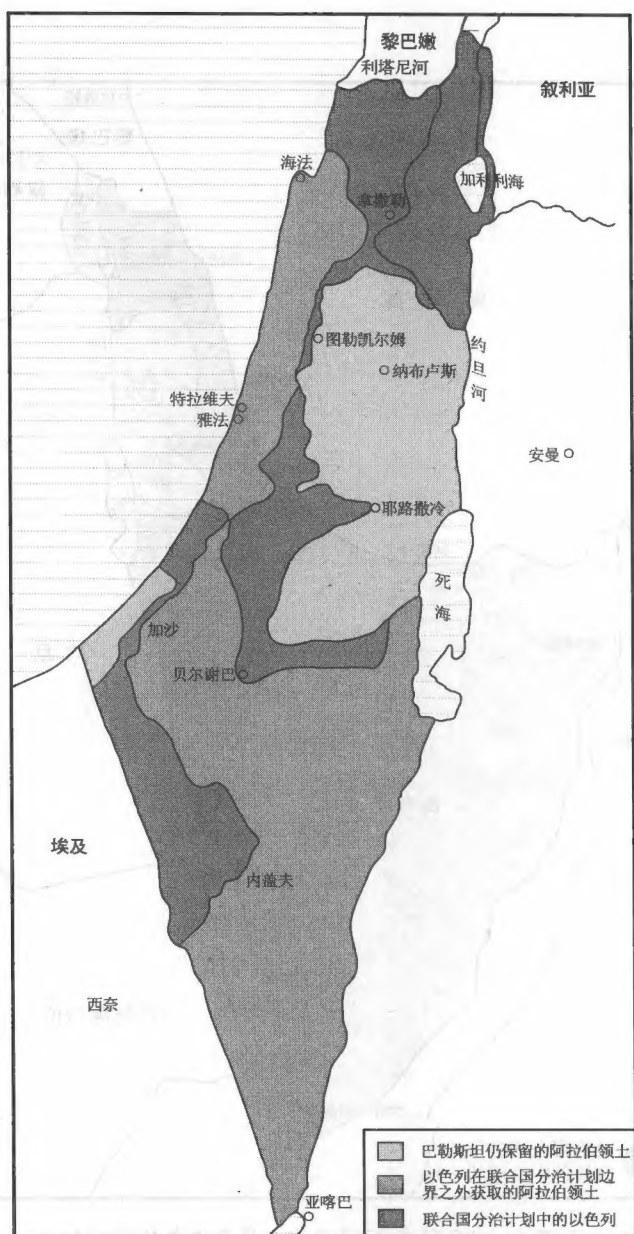 黎巴嫩
利塔尼河
叙利亚
海法
加利利海
拿撒勒
图勒凯尔姆
约旦河
纳布卢斯
特拉维夫
雅法
安曼
耶路撒冷
死海
加沙
贝尔谢巴
埃及
内盖夫
西奈
亚喀巴
巴勒斯坦仍保留的阿拉伯领土
以色列在联合国分治计划边
界之外获取的阿拉伯领土
联合国分治计划中的以色列